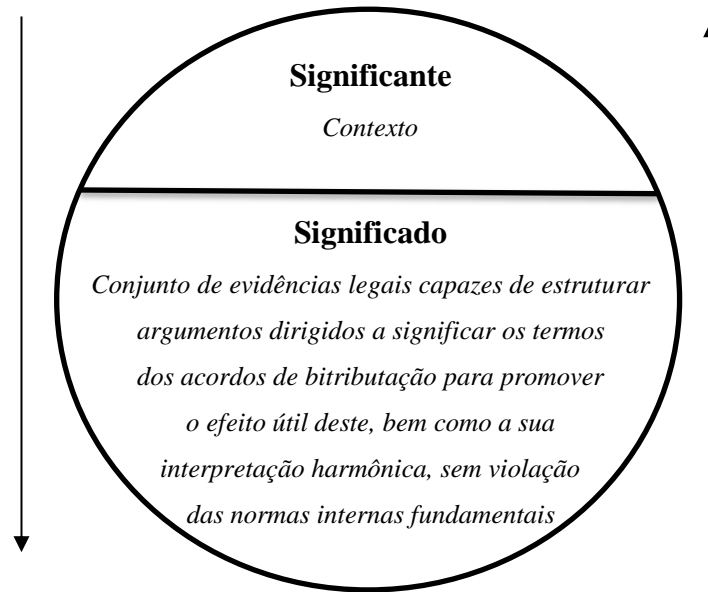 Significante
Contexto
Significado
Conjunto de evidências legais capazes de estruturar
argumentos dirigidos a significar os termos
dos acordos de bitributação para promover
o efeito útil deste, bem como a sua
interpretação harmônica, sem violação
das normas internas fundamentais